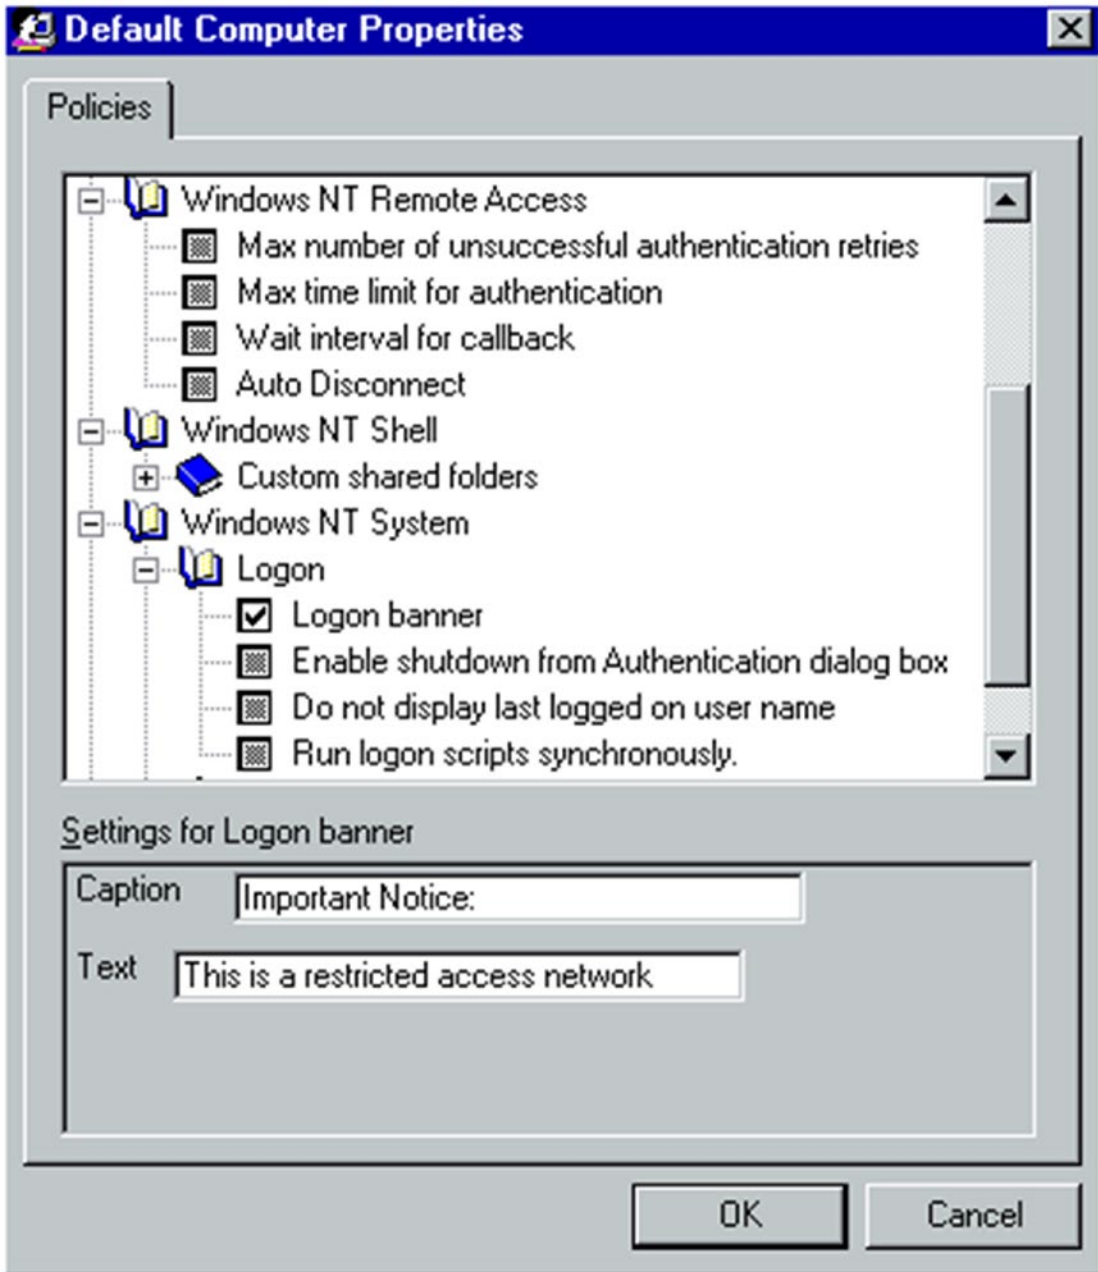 Default Computer Properties
Policies
Windows NT Remote Access
Max number of unsuccessful authentication retries
Max time limit for authentication
Wait interval for callback
Auto Disconnect
Windows NT Shell
Custom shared folders
Windows NT System
Logon
Logon banner
Enable shutdown from Authentication dialog box
Do not display last logged on user name
Run logon scripts synchronously.
Settings for Logon banner
Caption Important Notice:
Text This is a restricted access network
OK Cancel